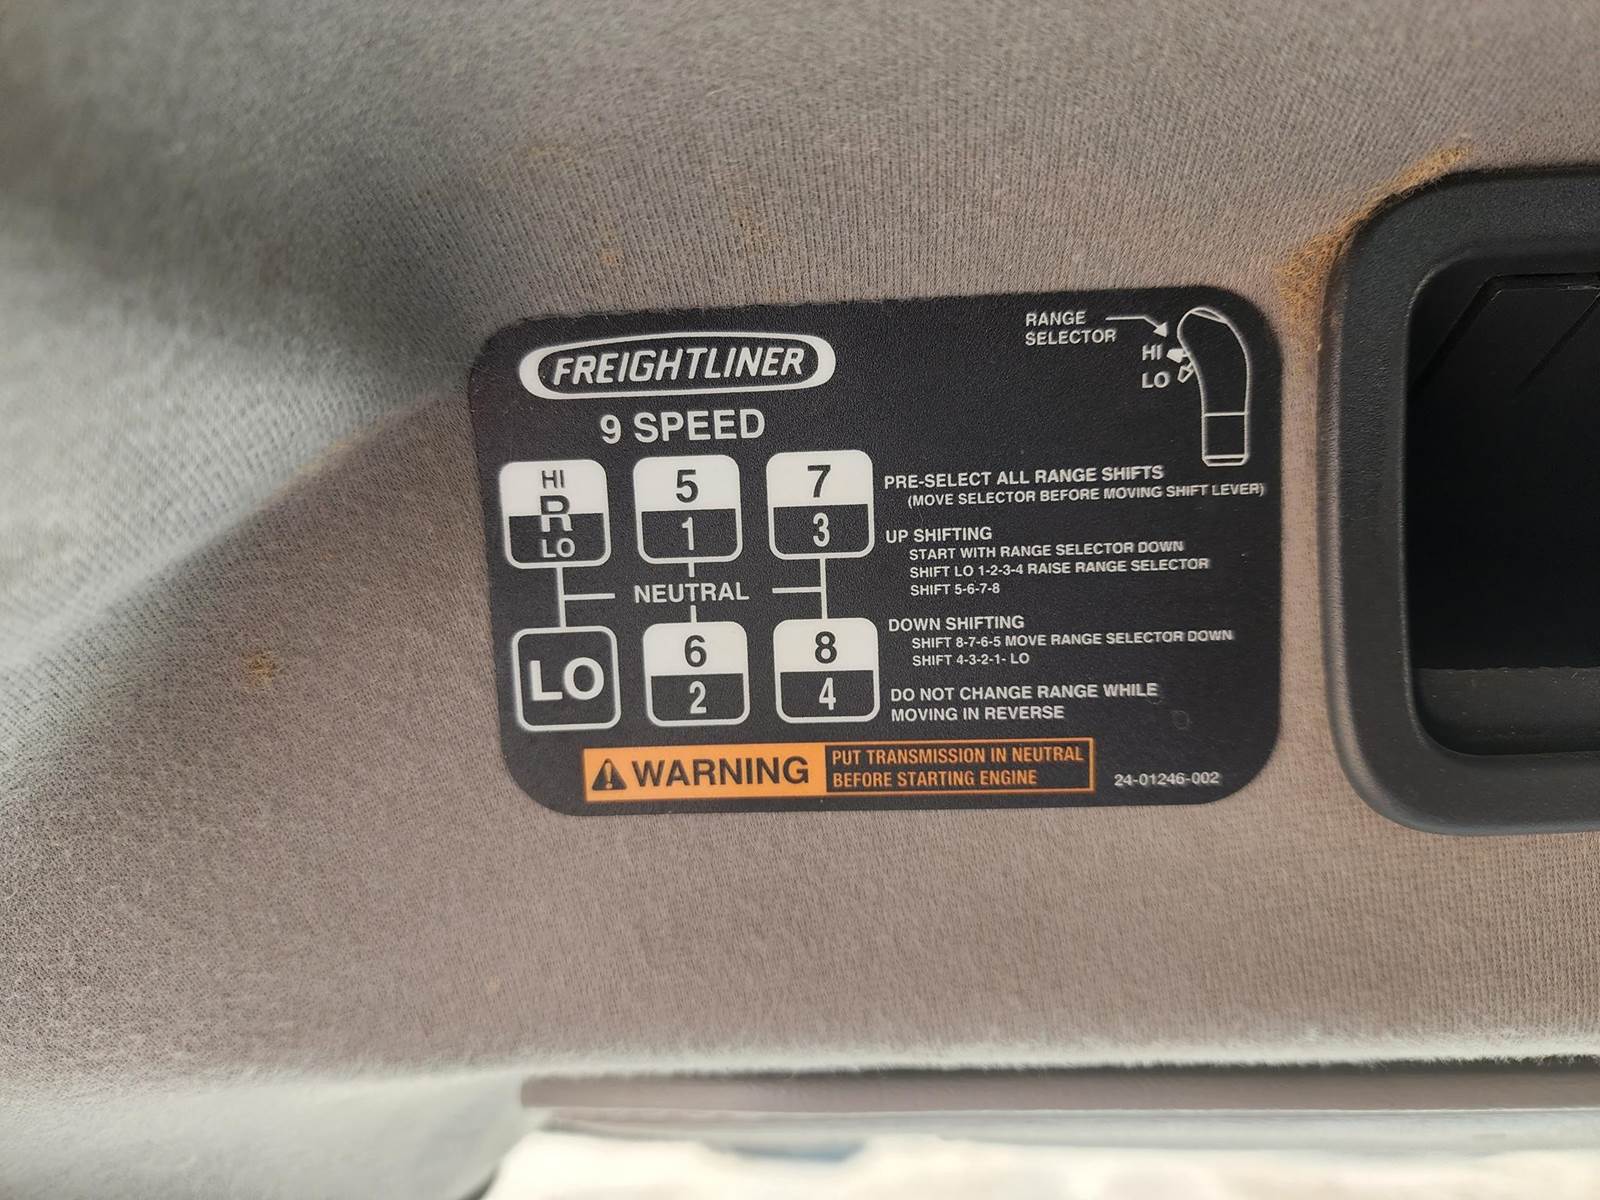 FREIGHTLINER
9 SPEED
RANGE
SELECTOR
HI
LO
HI
R
LO
5
1
7
3
NEUTRAL
LO
6
2
8
4
PRE-SELECT ALL RANGE SHIFTS
(MOVE SELECTOR BEFORE MOVING SHIFT LEVER)
UP SHIFTING
START WITH RANGE SELECTOR DOWN
SHIFT LO 1-2-3-4 RAISE RANGE SELECTOR
SHIFT 5-6-7-8
DOWN SHIFTING
SHIFT 8-7-6-5 MOVE RANGE SELECTOR DOWN
SHIFT 4-3-2-1- LO
DO NOT CHANGE RANGE WHILE
MOVING IN REVERSE
WARNING
PUT TRANSMISSION IN NEUTRAL
BEFORE STARTING ENGINE
24-01246-002